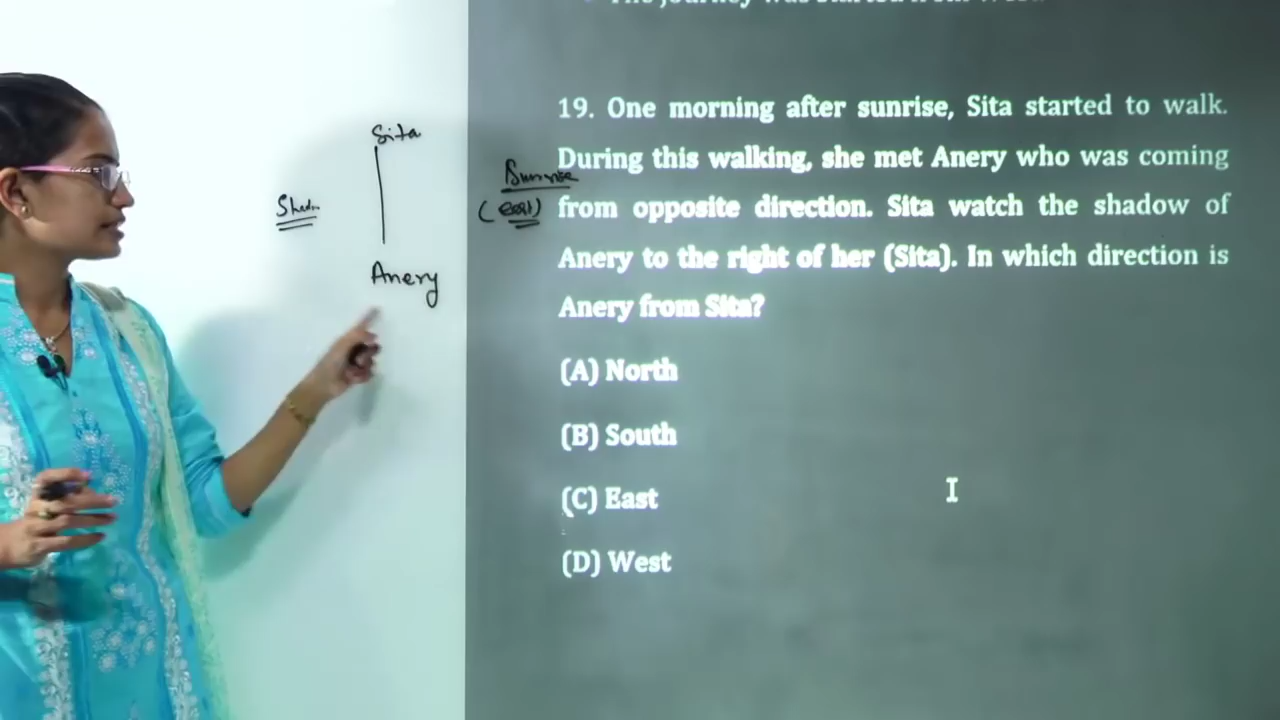 19. One morning after sunrise, Sita started to walk.
During this walking, she met Anery who was coming
from opposite direction. Sita watch the shadow of
Anery to the right of her (Sita). In which direction is
Anery from Sita?
(A) North
(B) South
(C) East
(D) West
Sita
Anery
Sunrise
(east)